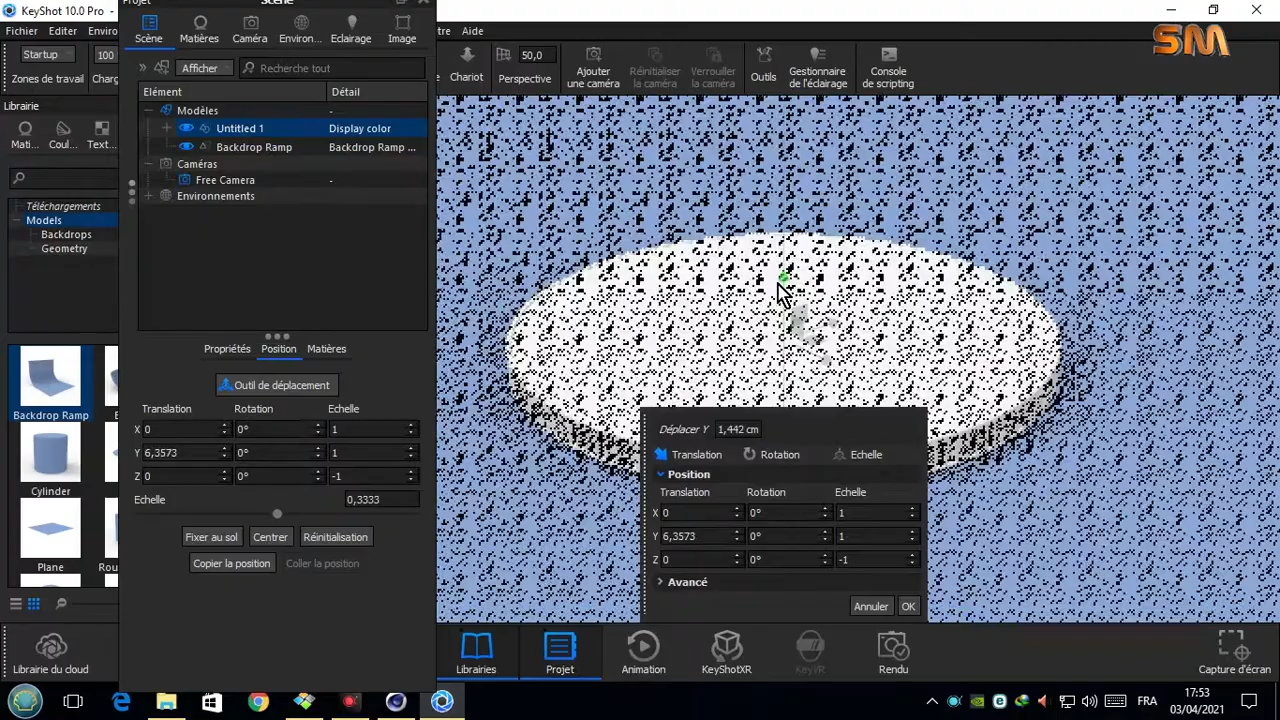 KeyShot 10.0 Pro -
Projet
Scène
SM
Fichier Editer Enviro
tre Aide
Scène Matières Caméra Environ... Eclairage Image
Startup 100
Zones de travail Charg
Chariot
50,0
Perspective
Ajouter
une caméra
Réinitialiser
la caméra
Verrouiller
la caméra
Outils
Gestionnaire
de l'éclairage
Console
de scripting
Afficher Recherche tout
Librairie
Elément Détail
Modèles -
Untitled 1 Display color
Backdrop Ramp Backdrop Ramp ...
Caméras
Free Camera -
Environnements
Mati... Coul... Text...
Téléchargements
Models
Backdrops
Geometry
Propriétés Position Matières
Outil de déplacement
Translation Rotation Echelle
X 0 0° 1
Y 6,3573 0° 1
Z 0 0° -1
Echelle 0,3333
Fixer au sol Centrer Réinitialisation
Copier la position Coller la position
Backdrop Ramp
Cylinder
Plane Rou
Déplacer Y 1,442 cm
Translation Rotation Echelle
Position
Translation Rotation Echelle
X 0 0° 1
Y 6,3573 0° 1
Z 0 0° -1
Avancé
Annuler OK
Librairie du cloud
Librairies Projet Animation KeyShotXR KeyVR Rendu
Capture d'écran
FRA
17:53
03/04/2021